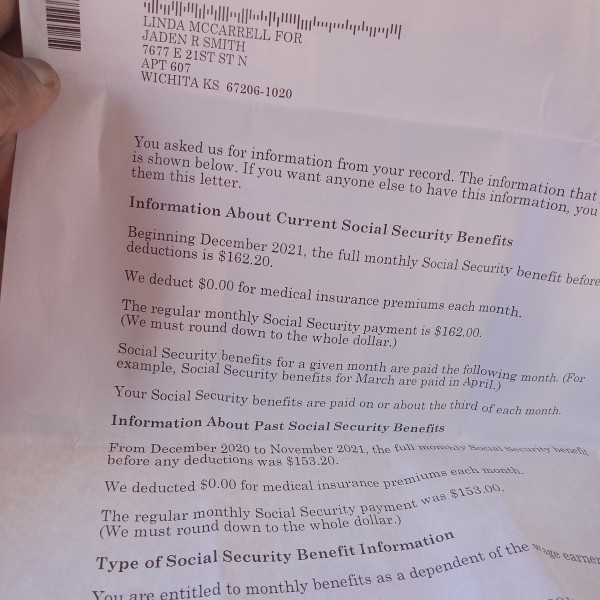 LINDA MCCARRELL FOR
JADEN R SMITH
7677 E 21ST ST N
APT 607
WICHITA KS 67206-1020
You asked us for information from your record. The information that
is shown below. If you want anyone else to have this information, you
them this letter.
Information About Current Social Security Benefits
Beginning December 2021, the full monthly Social Security benefit before
deductions is $162.20.
We deduct $0.00 for medical insurance premiums each month.
The regular monthly Social Security payment is $162.00.
(We must round down to the whole dollar.)
Social Security benefits for a given month are paid the following month. (For
example, Social Security benefits for March are paid in April.)
Your Social Security benefits are paid on or about the third of each month.
Information About Past Social Security Benefits
From December 2020 to November 2021, the full monthly Social Security benefit
before any deductions was $153.20.
We deducted $0.00 for medical insurance premiums each month.
The regular monthly Social Security payment was $153.00.
(We must round down to the whole dollar.)
Type of Social Security Benefit Information
You are entitled to monthly benefits as a dependent of the wage earner